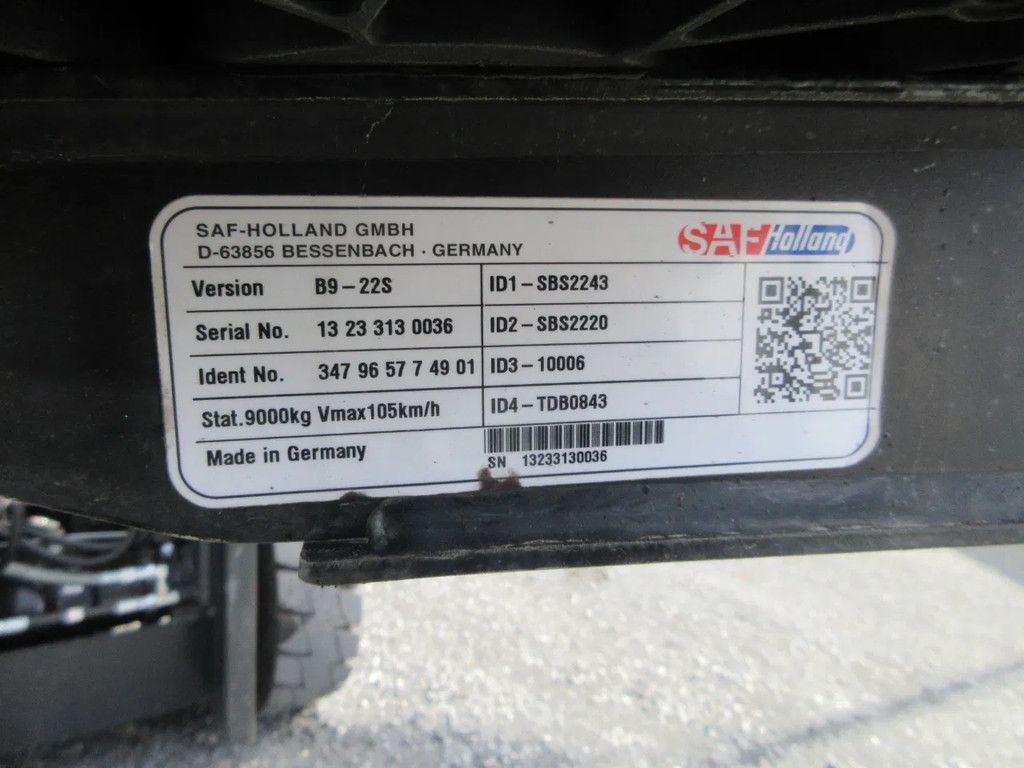 SAF-HOLLAND GMBH
D-63856 BESSENBACH · GERMANY
SAF Holland
Version B9-22S
ID1-SBS2243
Serial No. 13 23 313 0036
ID2-SBS2220
Ident No. 347 96 57 7 49 01
ID3-10006
Stat.9000kg Vmax105km/h
ID4-TDB0843
Made in Germany
SN 13233130036